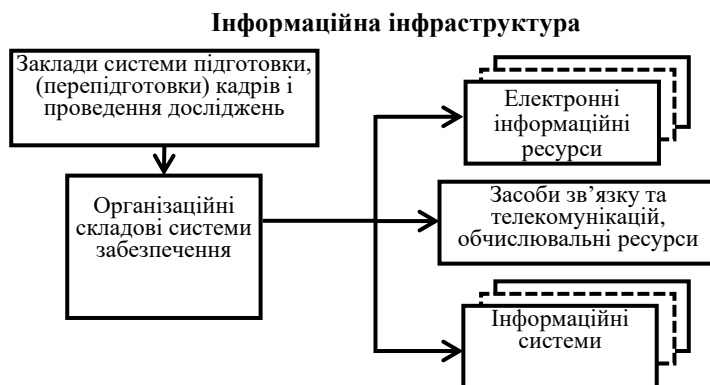 Інформаційна інфраструктура
Заклади системи підготовки,
(перепідготовки) кадрів і
проведення досліджень
Організаційні
складові системи
забезпечення
Електронні
інформаційні
ресурси
Засоби зв’язку та
телекомунікацій,
обчислювальні ресурси
Інформаційні
системи